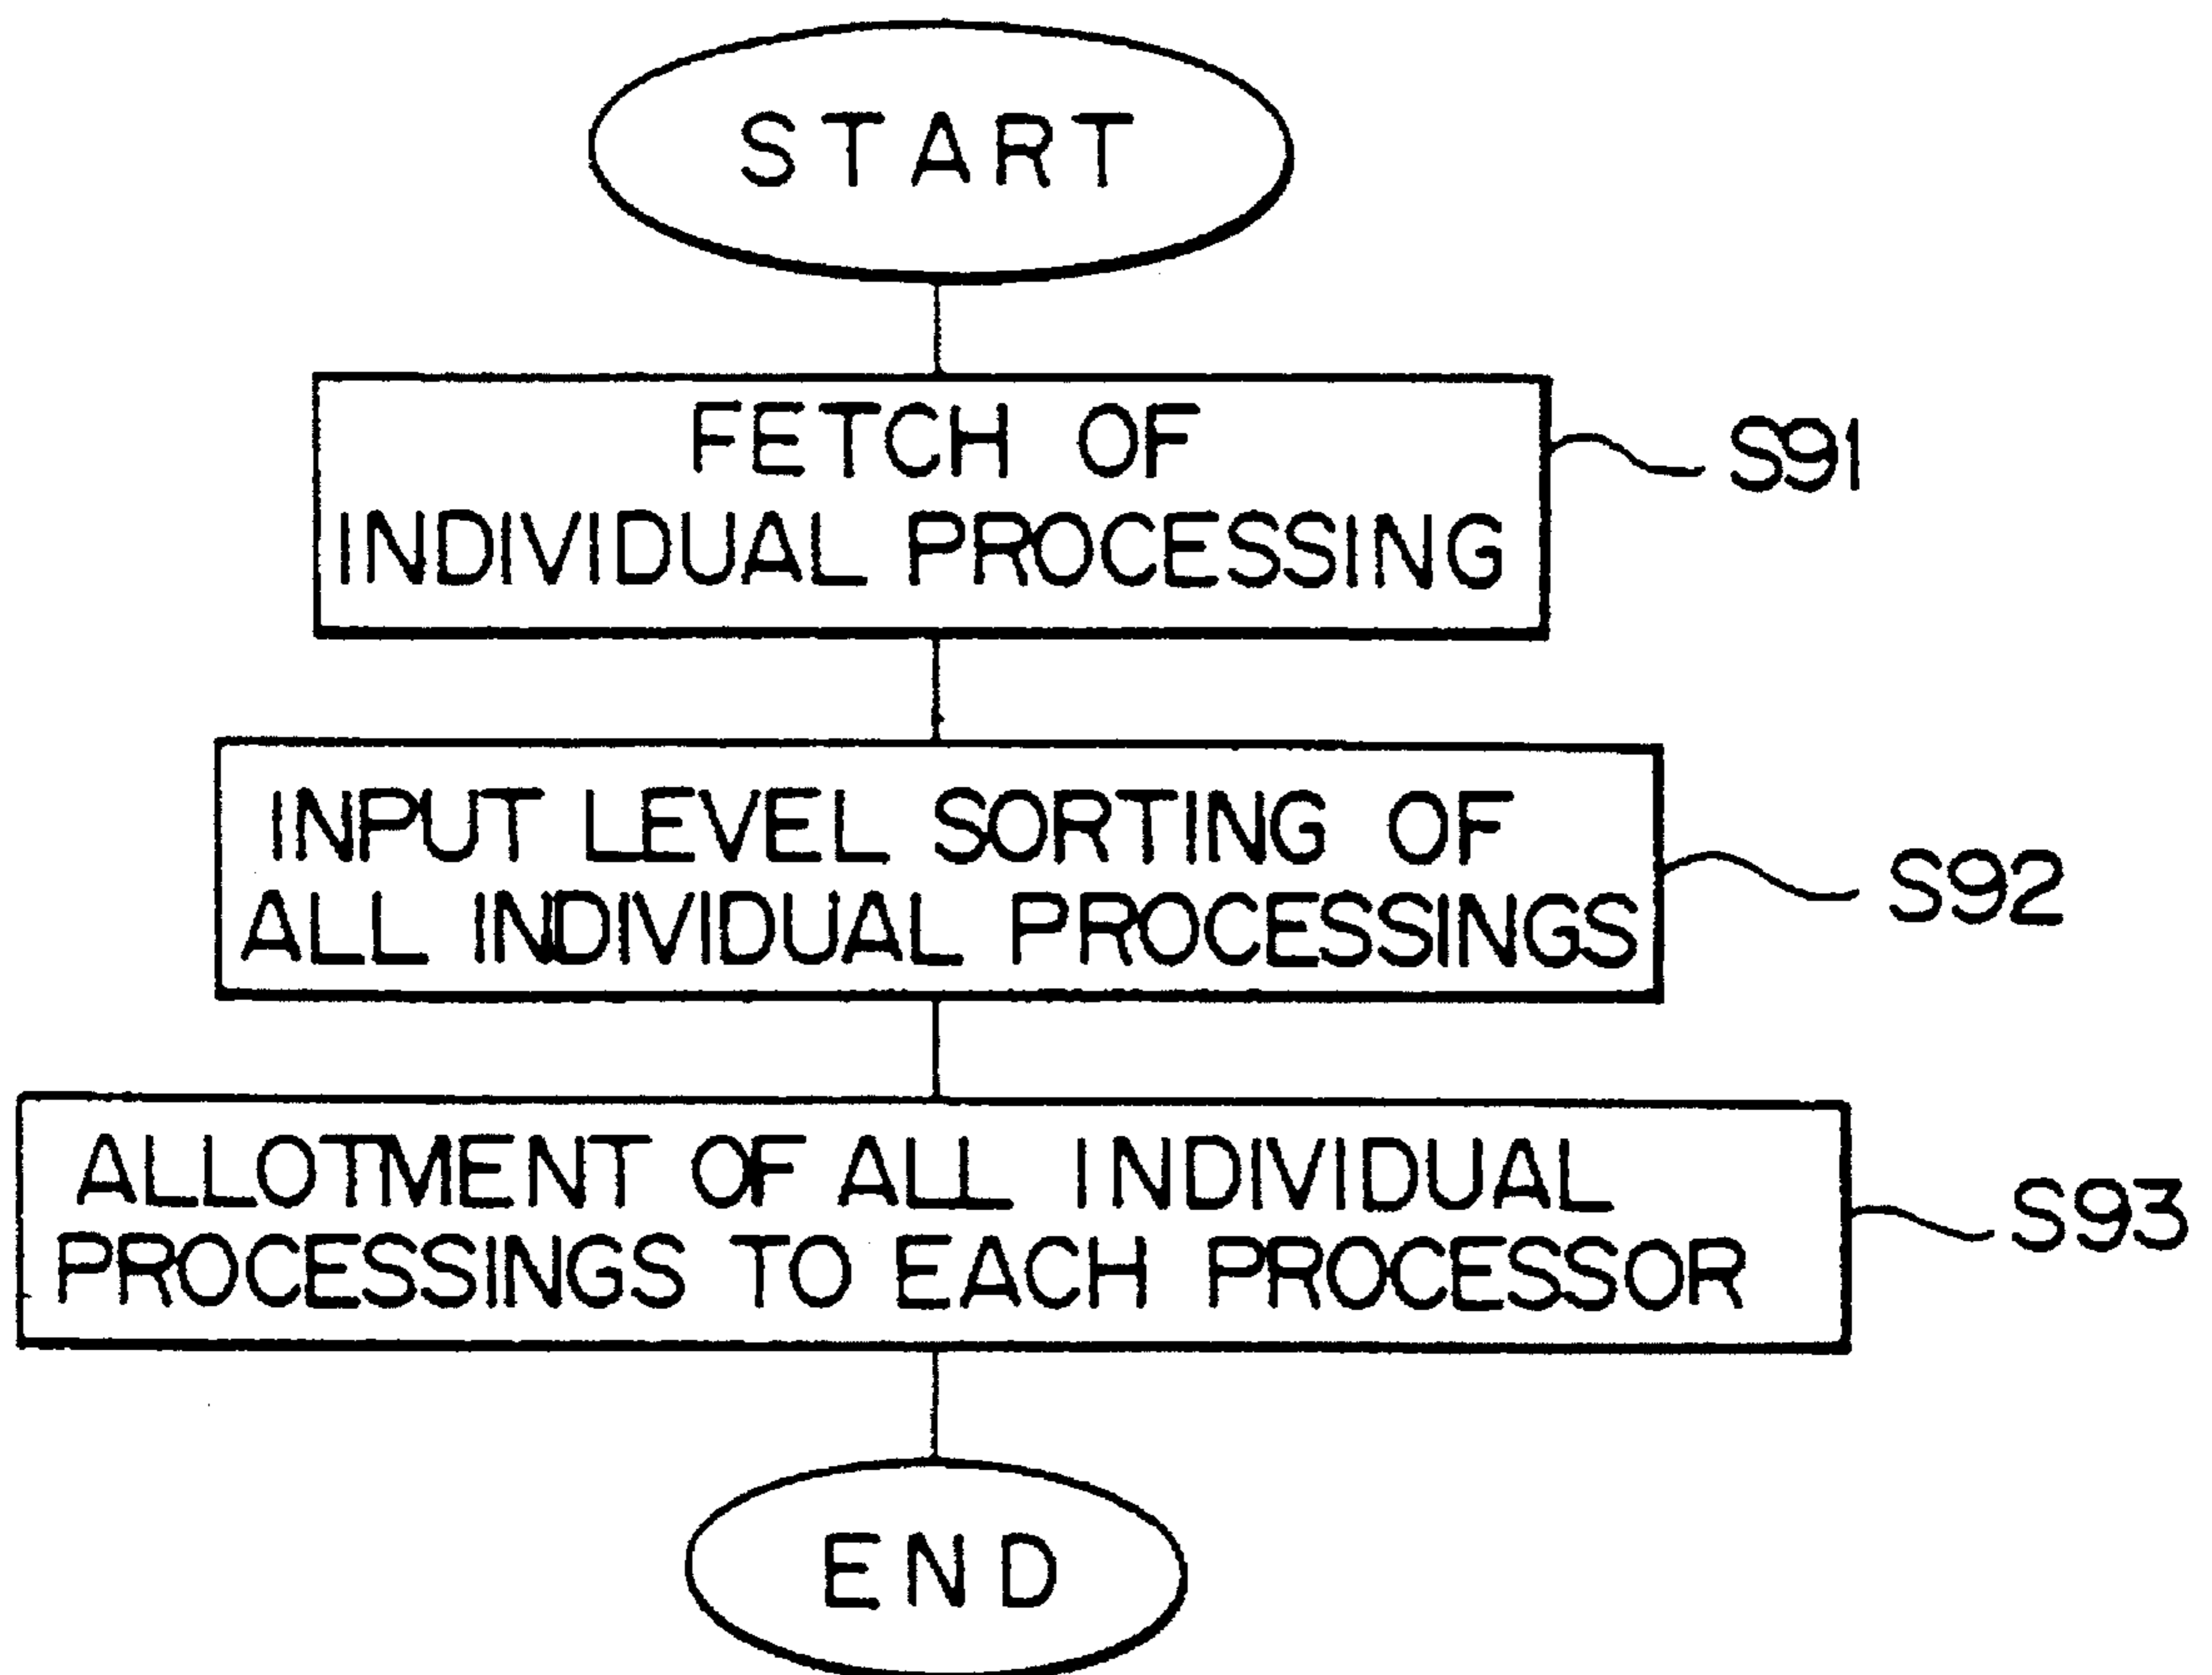 START
FETCH OF
INDIVIDUAL PROCESSING
S91
INPUT LEVEL SORTING OF
ALL INDIVIDUAL PROCESSINGS
S92
ALLOTMENT OF ALL INDIVIDUAL
PROCESSINGS TO EACH PROCESSOR
S93
END